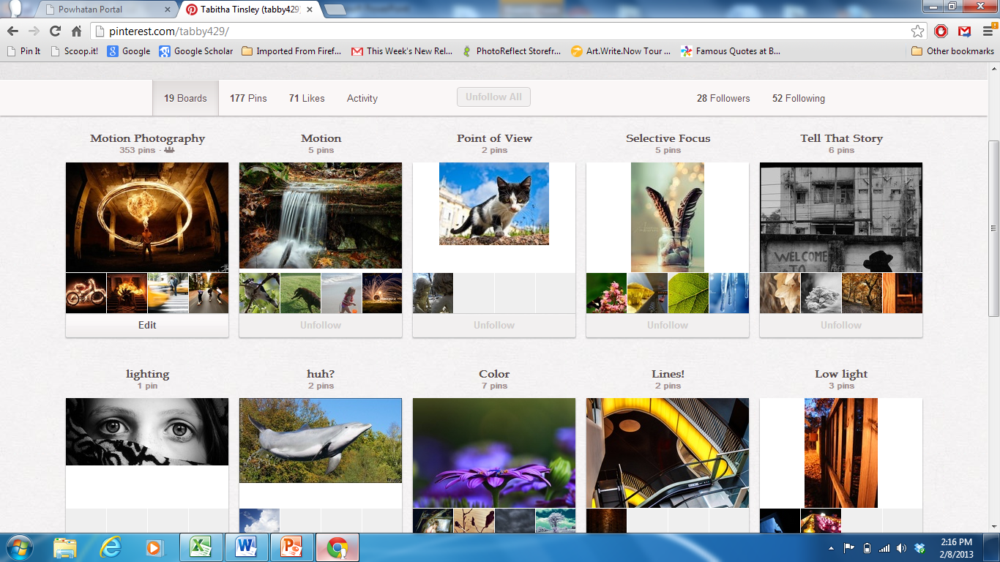 Powhatan Portal
Tabitha Tinsley (tabby429)
pinterest.com/tabby429/
Pin It Scoop.it! Google Google Scholar Imported From Firef... This Week's New Rel... PhotoReflect Storefr... Art.Write.Now Tour ... Famous Quotes at B... Other bookmarks
19 Boards 177 Pins 71 Likes Activity Unfollow All 28 Followers 52 Following
Motion Photography Motion Point of View Selective Focus Tell That Story
353 pins · 5 pins 2 pins 5 pins 6 pins
WELCOME
TO
Edit Unfollow Unfollow Unfollow Unfollow
lighting huh? Color Lines! Low light
1 pin 2 pins 7 pins 2 pins 3 pins
2:16 PM
2/8/2013